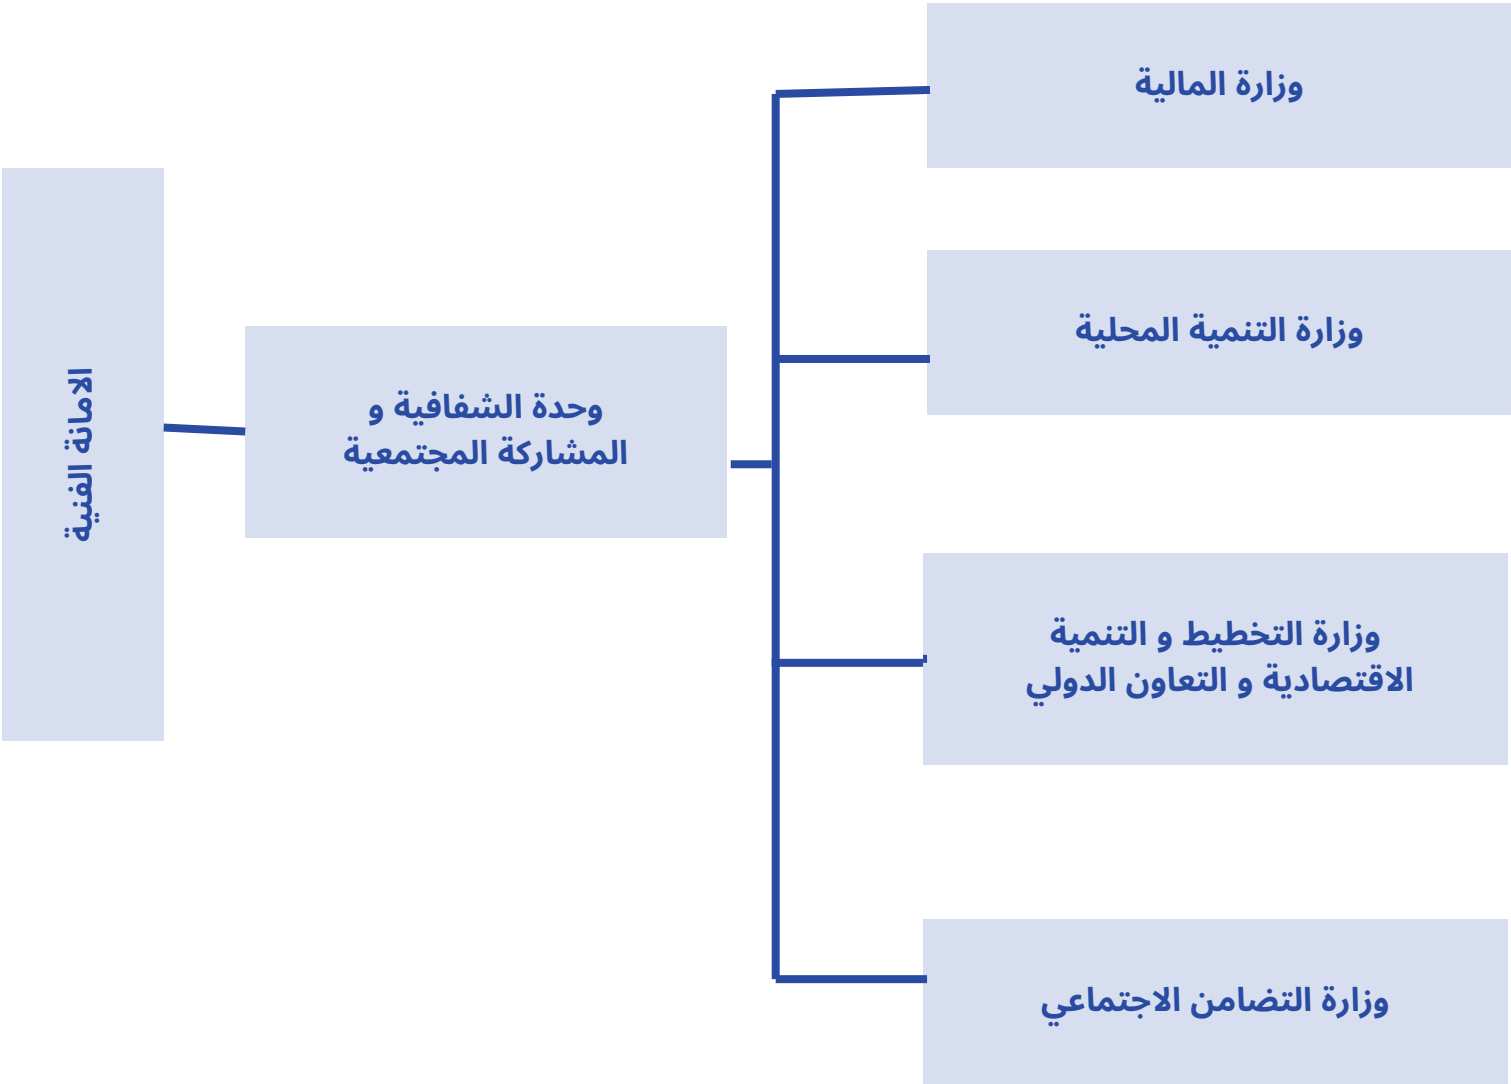 وزارة المالية
وزارة التنمية المحلية
وحدة الشفافية و
المشاركة المجتمعية
الامانة الفنية
وزارة التخطيط و التنمية
الاقتصادية و التعاون الدولي
وزارة التضامن الاجتماعي